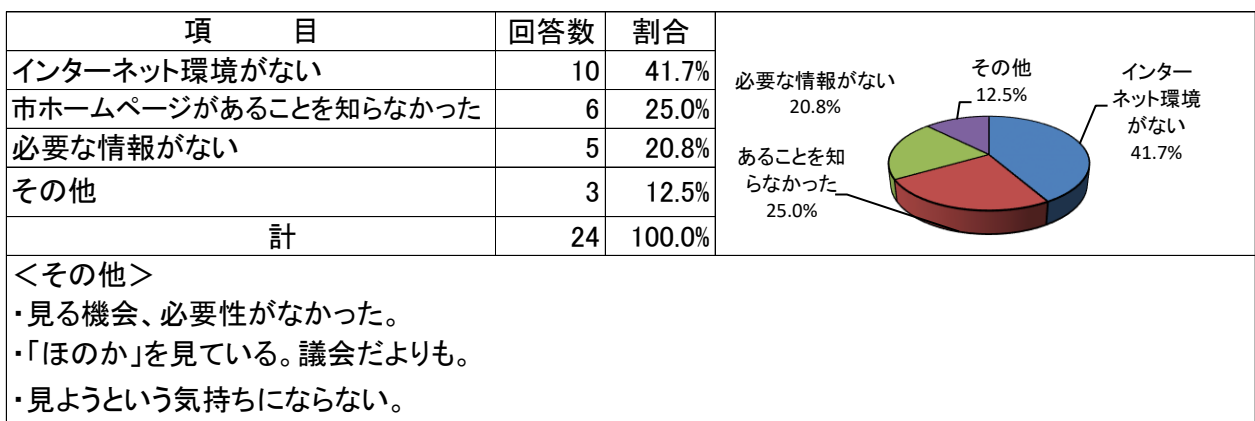 項 目 回答数 割合
インターネット環境がない 10 41.7%
市ホームページがあることを知らなかった 6 25.0%
必要な情報がない 5 20.8%
その他 3 12.5%
計 24 100.0%
必要な情報がない
20.8%
その他
12.5%
インター
ネット環境
がない
41.7%
あることを知
らなかった
25.0%
＜その他＞
・見る機会、必要性がなかった。
・「ほのか」を見ている。議会だよりも。
・見ようという気持ちにならない。